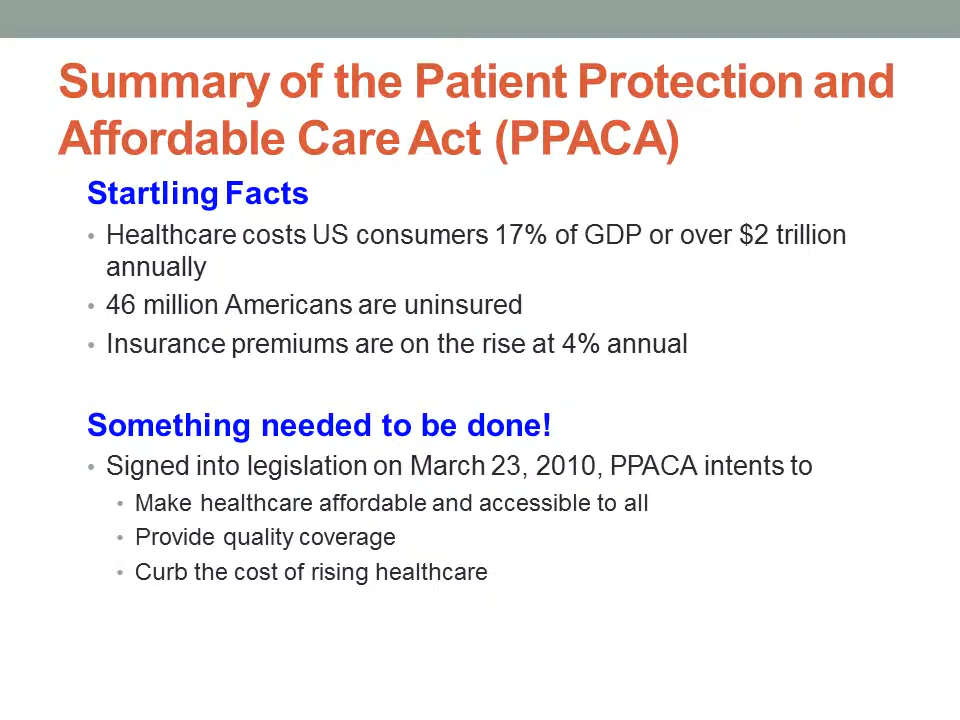 Summary of the Patient Protection and
Affordable Care Act (PPACA)
Startling Facts
• Healthcare costs US consumers 17% of GDP or over $2 trillion
annually
• 46 million Americans are uninsured
• Insurance premiums are on the rise at 4% annual
Something needed to be done!
• Signed into legislation on March 23, 2010, PPACA intents to
• Make healthcare affordable and accessible to all
• Provide quality coverage
• Curb the cost of rising healthcare